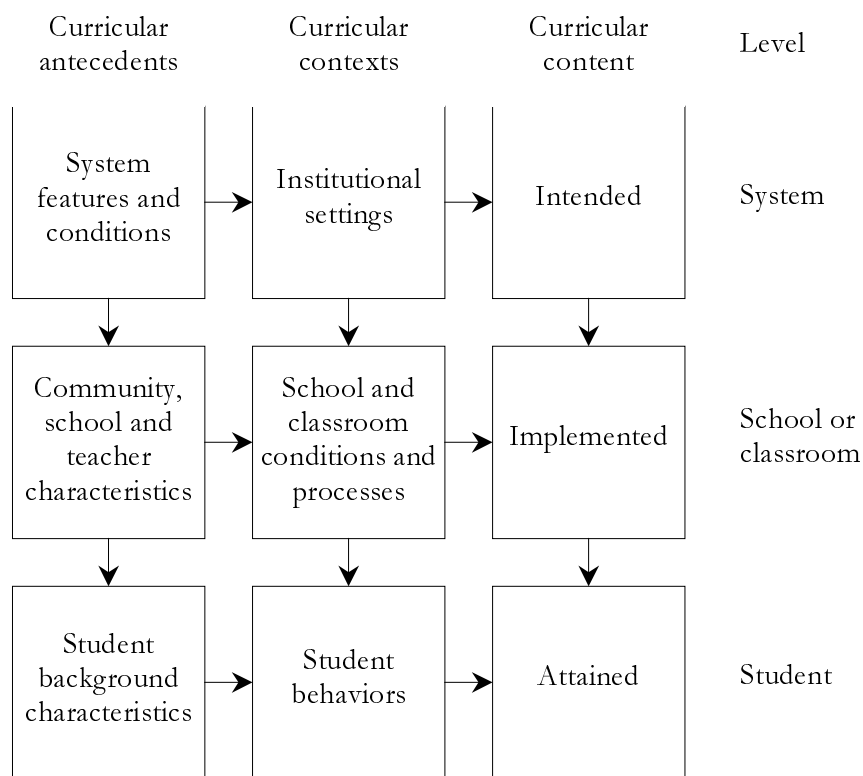 Curricular
antecedents
Curricular
contexts
Curricular
content
Level
System
features and
conditions
Institutional
settings
Intended
System
Community,
school and
teacher
characteristics
School and
classroom
conditions and
processes
Implemented
School or
classroom
Student
background
characteristics
Student
behaviors
Attained
Student